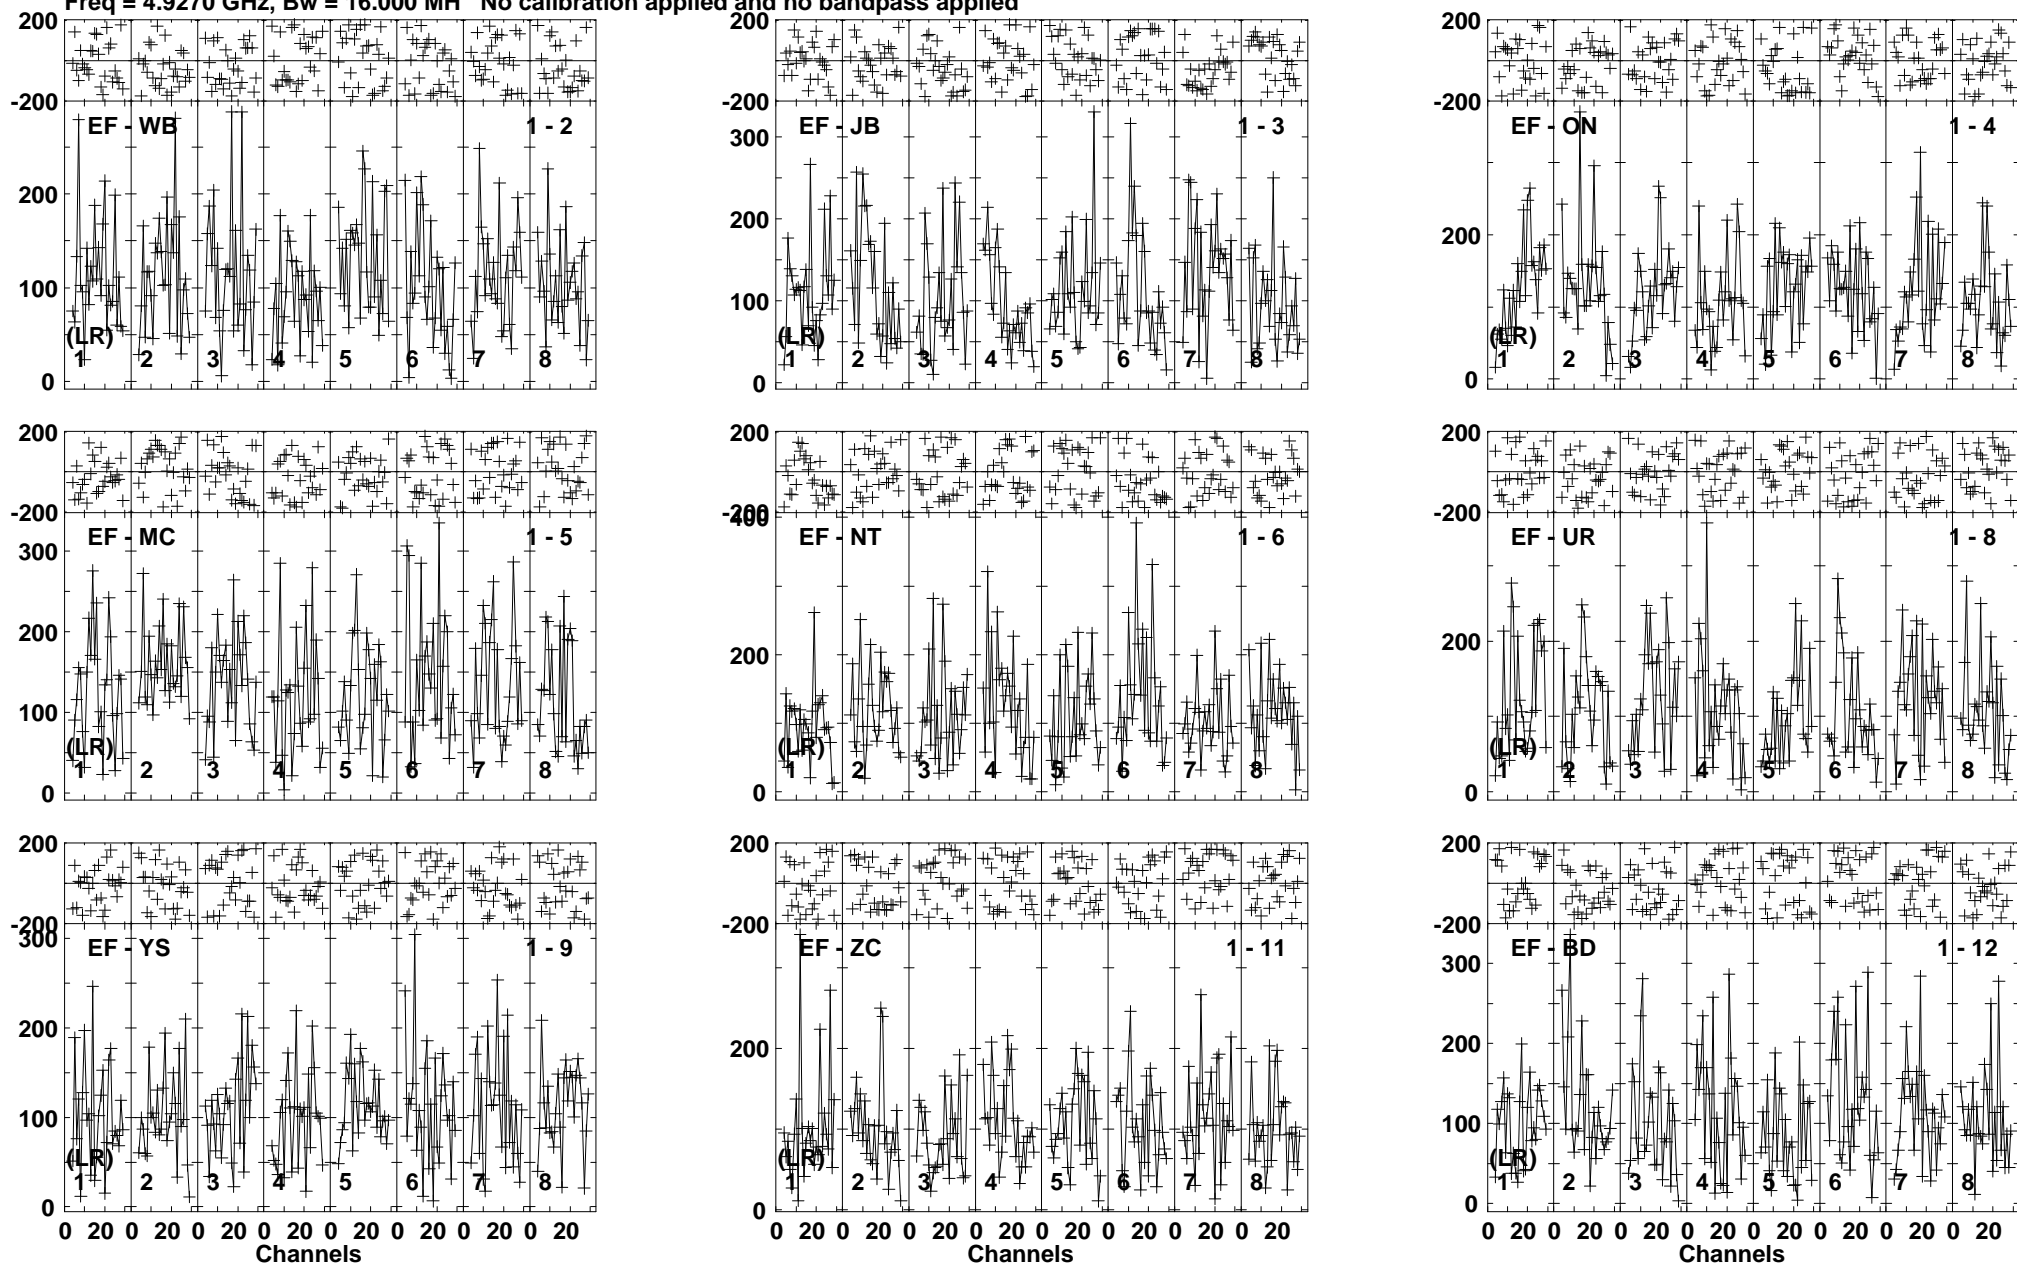 Freq = 4.9270 GHz, Bw = 16.000 MH No calibration applied and no bandpass applied
200 200 200
-200 -200 -200
EF - WB 1 - 2 EF - JB 1 - 3 EF - ON 1 - 4
300
200 200 200
100 100
(LR) (LR) (LR)
1 2 3 4 5 6 7 8 1 2 3 4 5 6 7 8 1 2 3 4 5 6 7 8
0 0 0
200 200 200
-200 -200 -200
400
EF - MC 1 - 5 EF - NT 1 - 6 EF - UR 1 - 8
300
200 200 200
100
(LR) (LR) (LR)
1 2 3 4 5 6 7 8 1 2 3 4 5 6 7 8 1 2 3 4 5 6 7 8
0 0 0
200 200 200
-200 -200 -200
300
EF - YS 1 - 9 EF - ZC 1 - 11 EF - BD 1 - 12
300
200 200 200
100 100
(LR) (LR) (LR)
1 2 3 4 5 6 7 8 1 2 3 4 5 6 7 8 1 2 3 4 5 6 7 8
0 0 0
0 20 0 20 0 20 0 20 0 20 0 20 0 20 0 20 0 20 0 20 0 20 0 20 0 20 0 20 0 20 0 20 0 20 0 20 0 20 0 20 0 20 0 20 0 20 0 20
Channels Channels Channels